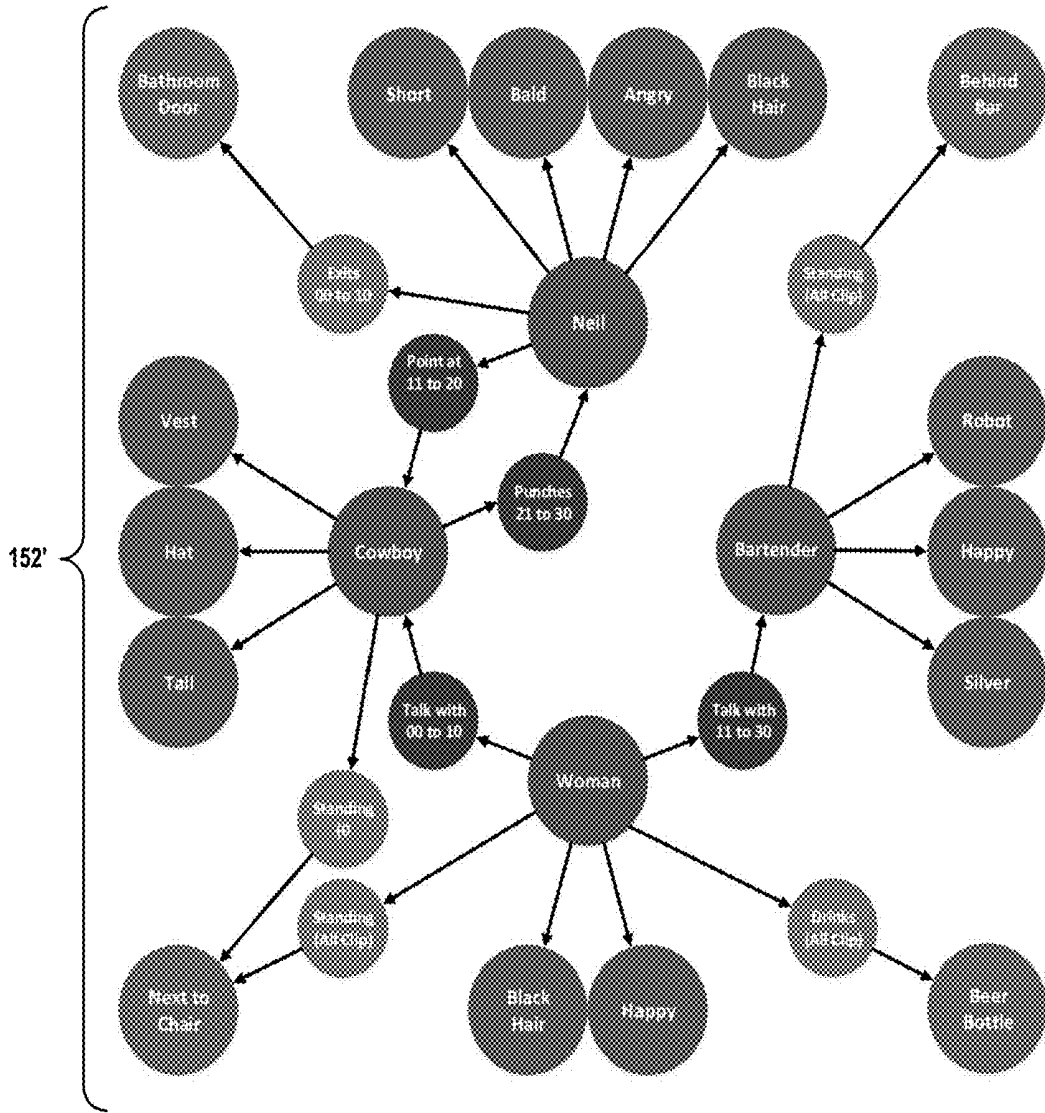 Bathroom
Door
Short
Bald
Angry
Black
Hair
Behind
Bar
Exits
00 to 10
Standing
(All Clip)
Neil
Point at
11 to 20
Vest
Robot
Punches
21 to 30
152'
Hat
Cowboy
Bartender
Happy
Tall
Silver
Talk with
00 to 10
Talk with
11 to 30
Woman
Standing
10
Standing
(All Clip)
Drinks
(All Clip)
Next to
Chair
Black
Hair
Happy
Beer
Bottle